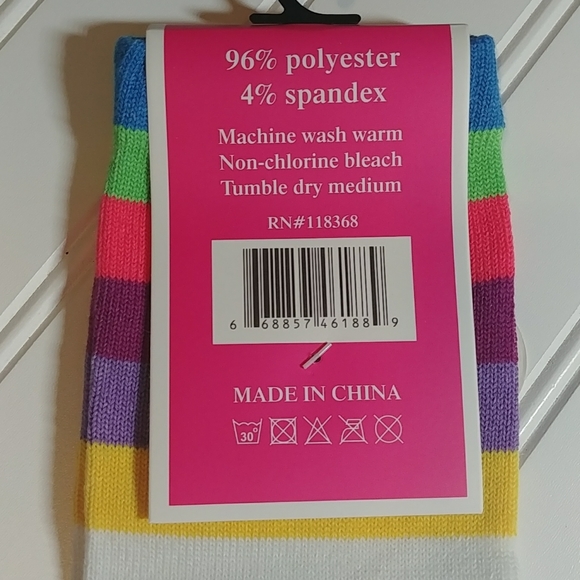 96% polyester
4% spandex
Machine wash warm
Non-chlorine bleach
Tumble dry medium
RN#118368
6 68857 46188 9
MADE IN CHINA
30°